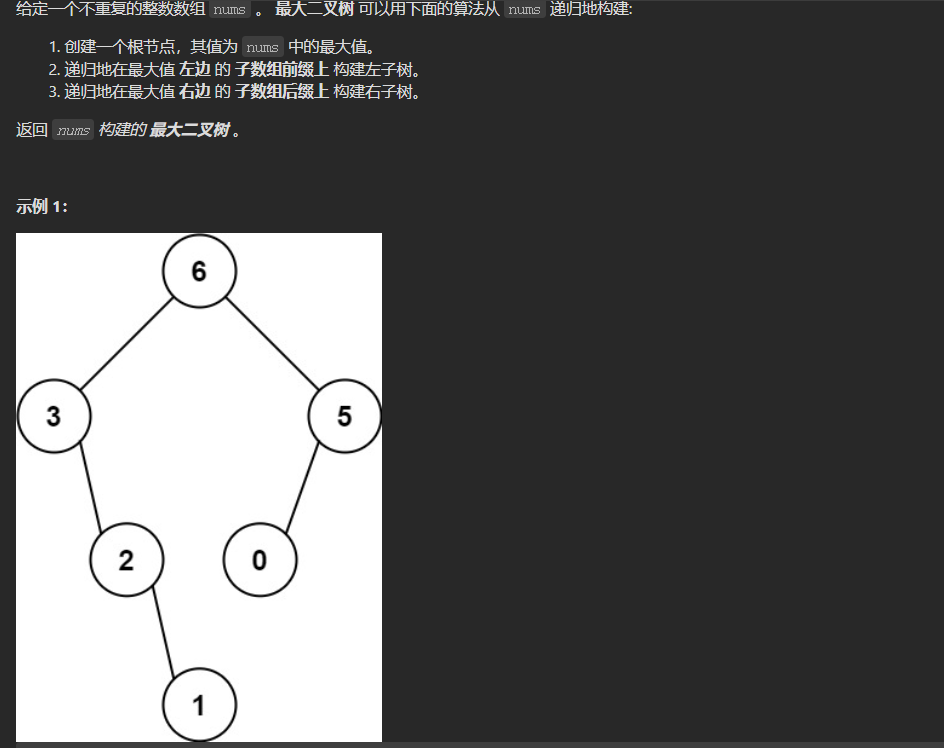 给定一个不重复的整数数组 nums 。 最大二叉树 可以用下面的算法从 nums 递归地构建:
1. 创建一个根节点，其值为 nums 中的最大值。
2. 递归地在最大值 左边 的 子数组前缀上 构建左子树。
3. 递归地在最大值 右边 的 子数组后缀上 构建右子树。
返回 nums 构建的 最大二叉树 。
示例 1：
6
3 5
2 0
1